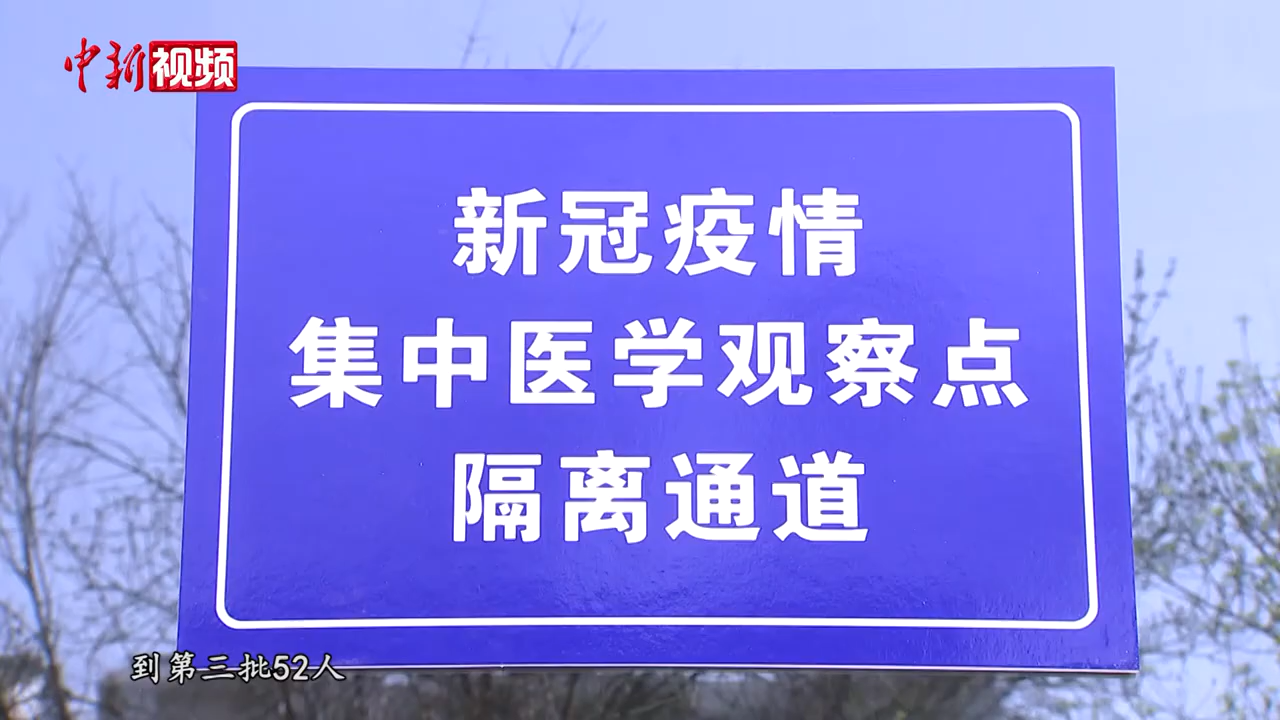 中新视频
新冠疫情
集中医学观察点
隔离通道
到第三批52人